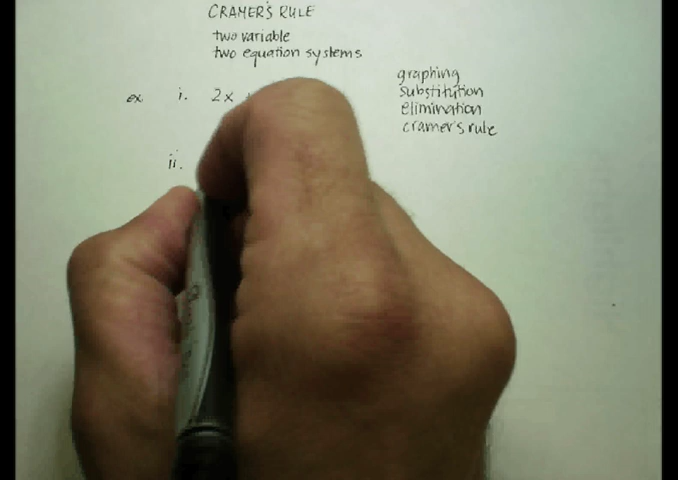 CRAMER'S RULE
two variable
two equation systems
graphing
substitution
elimination
cramer's rule
ex. i. 2x +
ii.